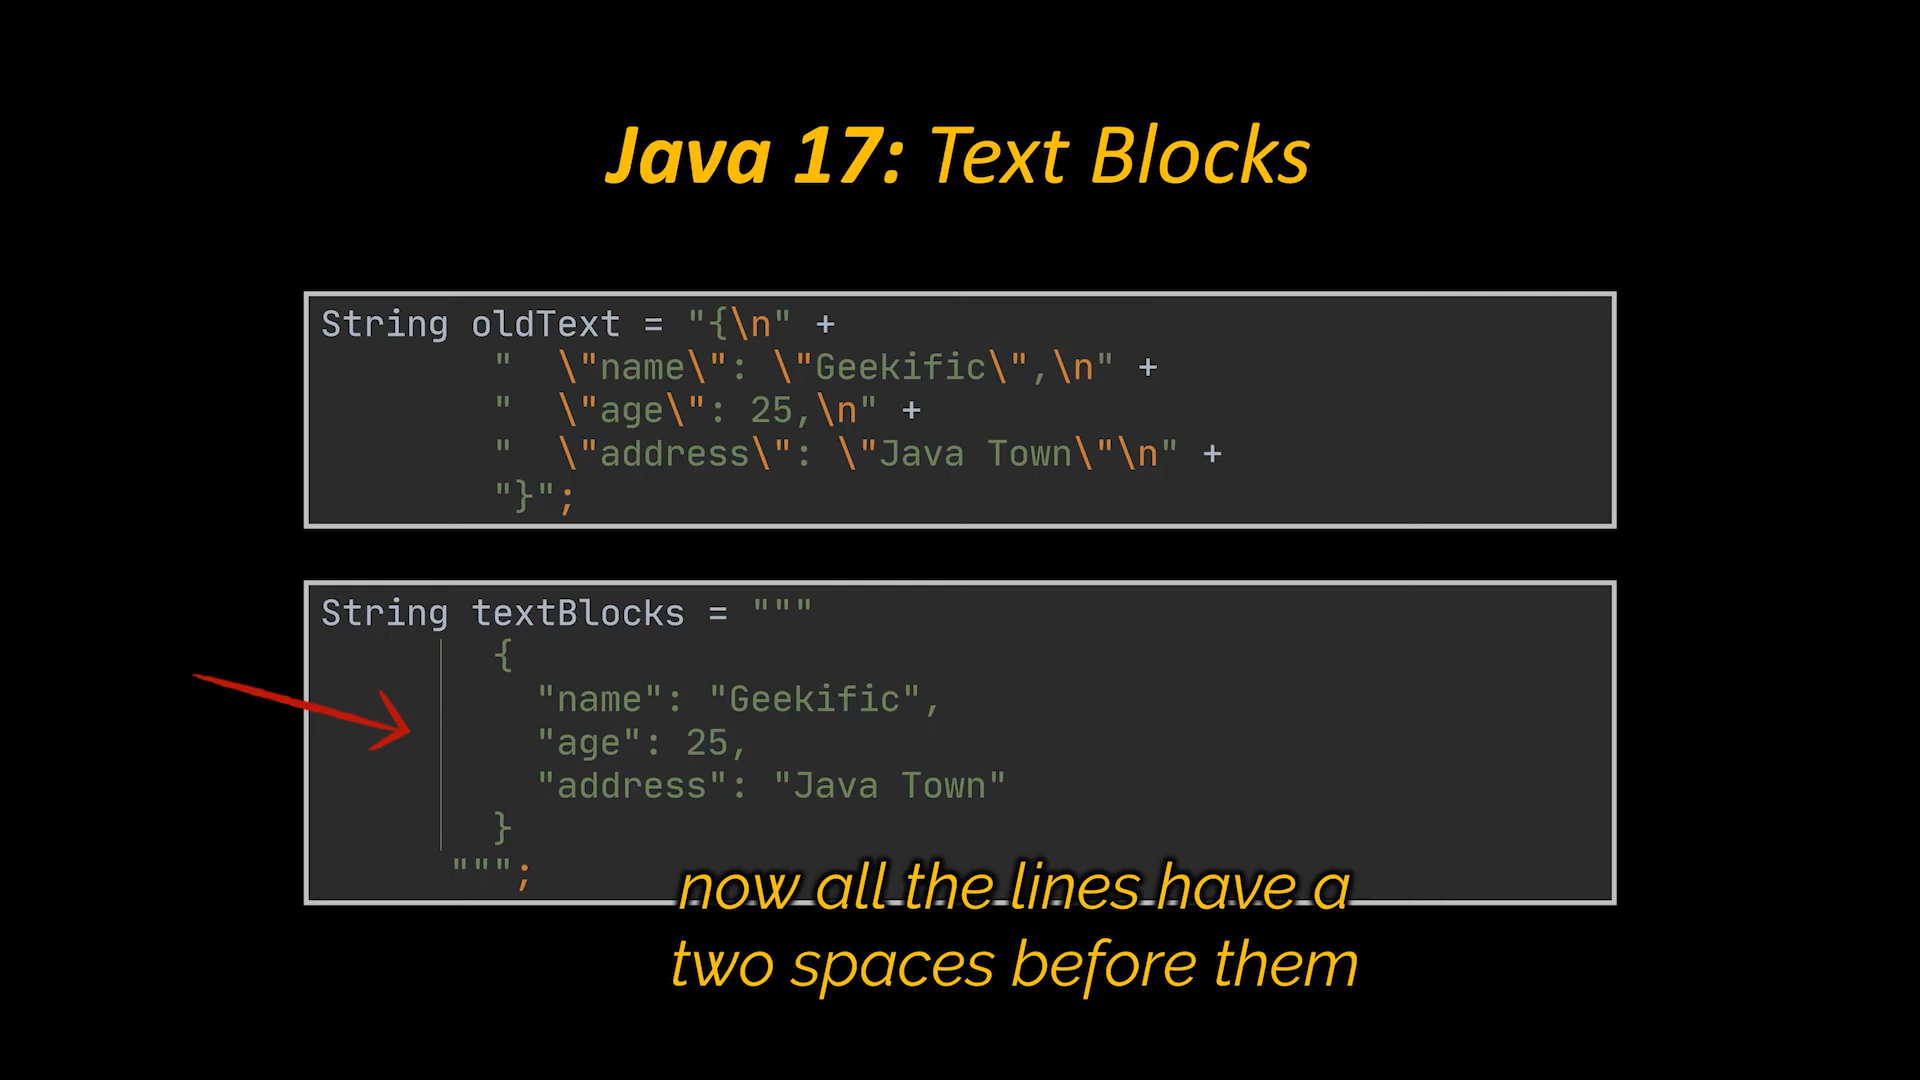 Java 17: Text Blocks
String oldText = "{\n" +
"  \"name\": \"Geekific\",\n" +
"  \"age\": 25,\n" +
"  \"address\": \"Java Town\"\n" +
"}";
String textBlocks = """
{
"name": "Geekific",
"age": 25,
"address": "Java Town"
}
""";
now all the lines have a
two spaces before them